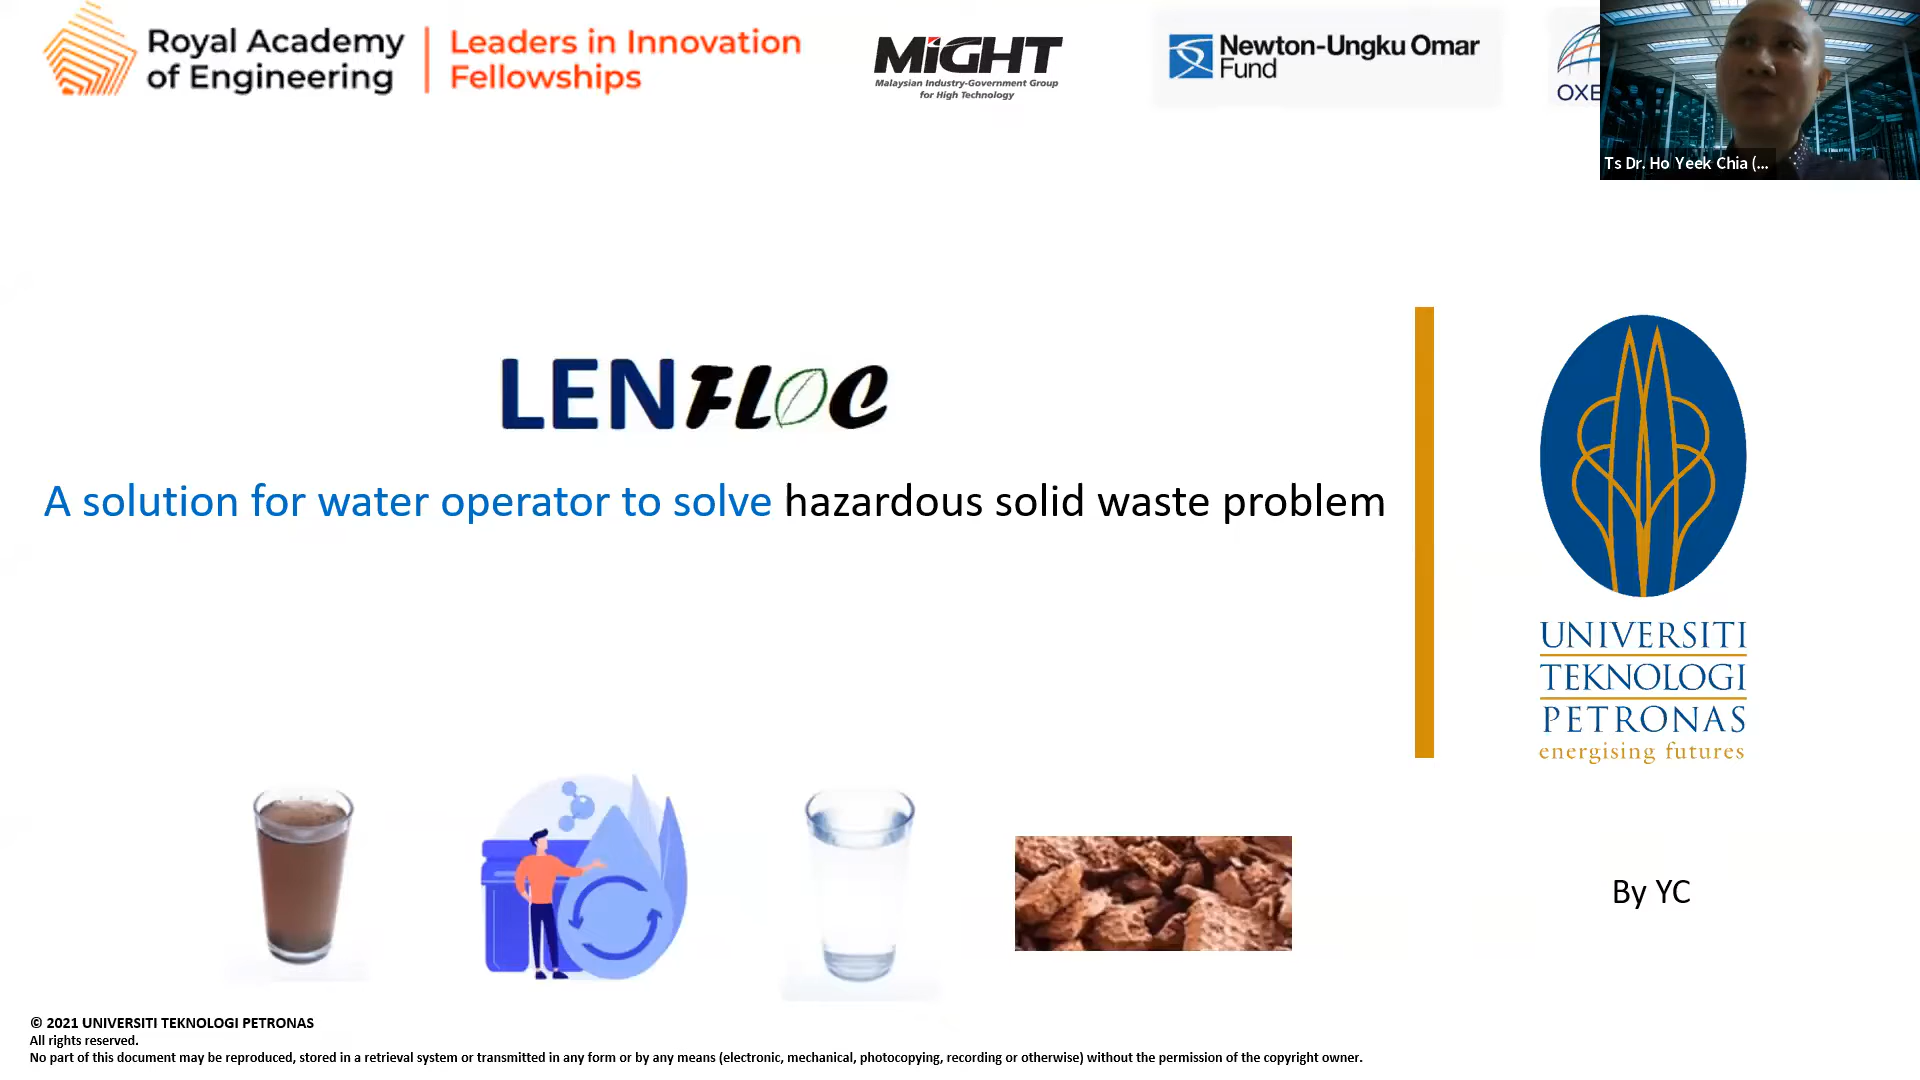 Royal Academy
of Engineering
Leaders in Innovation
Fellowships
MiGHT
Malaysian Industry-Government Group
for High Technology
Newton-Ungku Omar
Fund
Ts Dr. Ho Yeek Chia (...
LENFLOC
A solution for water operator to solve hazardous solid waste problem
UNIVERSITI
TEKNOLOGI
PETRONAS
energising futures
By YC
© 2021 UNIVERSITI TEKNOLOGI PETRONAS
All rights reserved.
No part of this document may be reproduced, stored in a retrieval system or transmitted in any form or by any means (electronic, mechanical, photocopying, recording or otherwise) without the permission of the copyright owner.